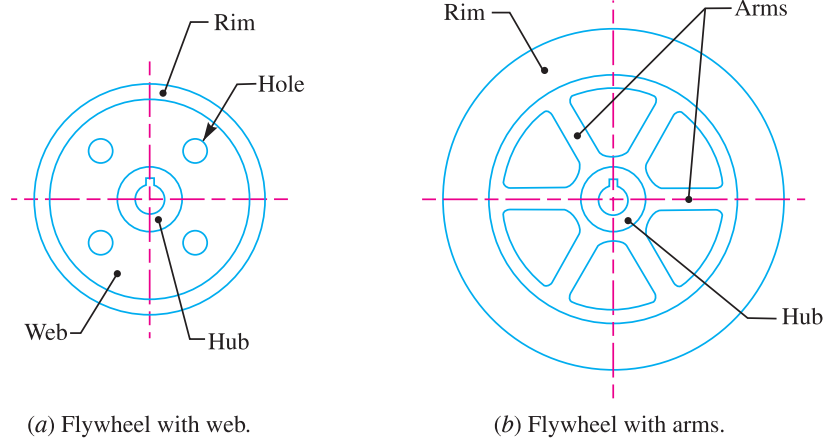 Rim
Hole
Web
Hub
(a) Flywheel with web.
Rim
Arms
Hub
(b) Flywheel with arms.